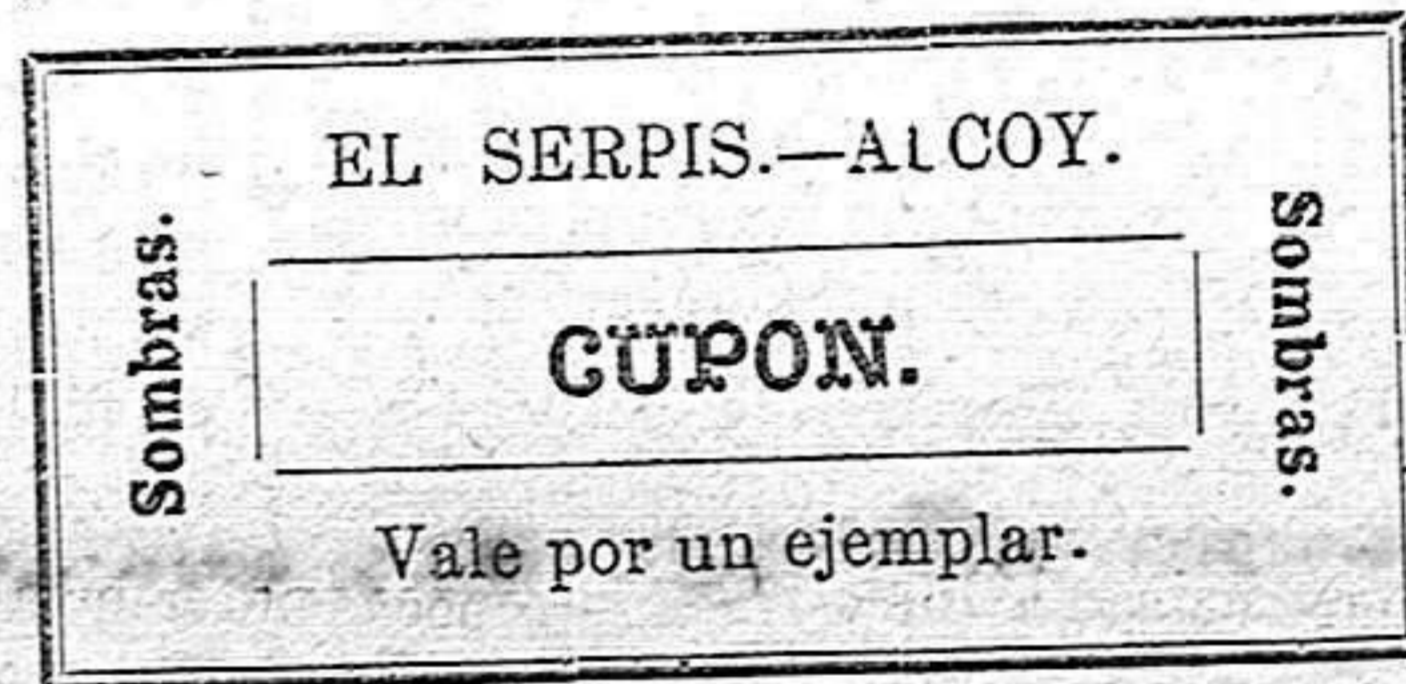 EL SERPIS.—ALCOY.
Sombras.
CUPON.
Sombras.
Vale por un ejemplar.